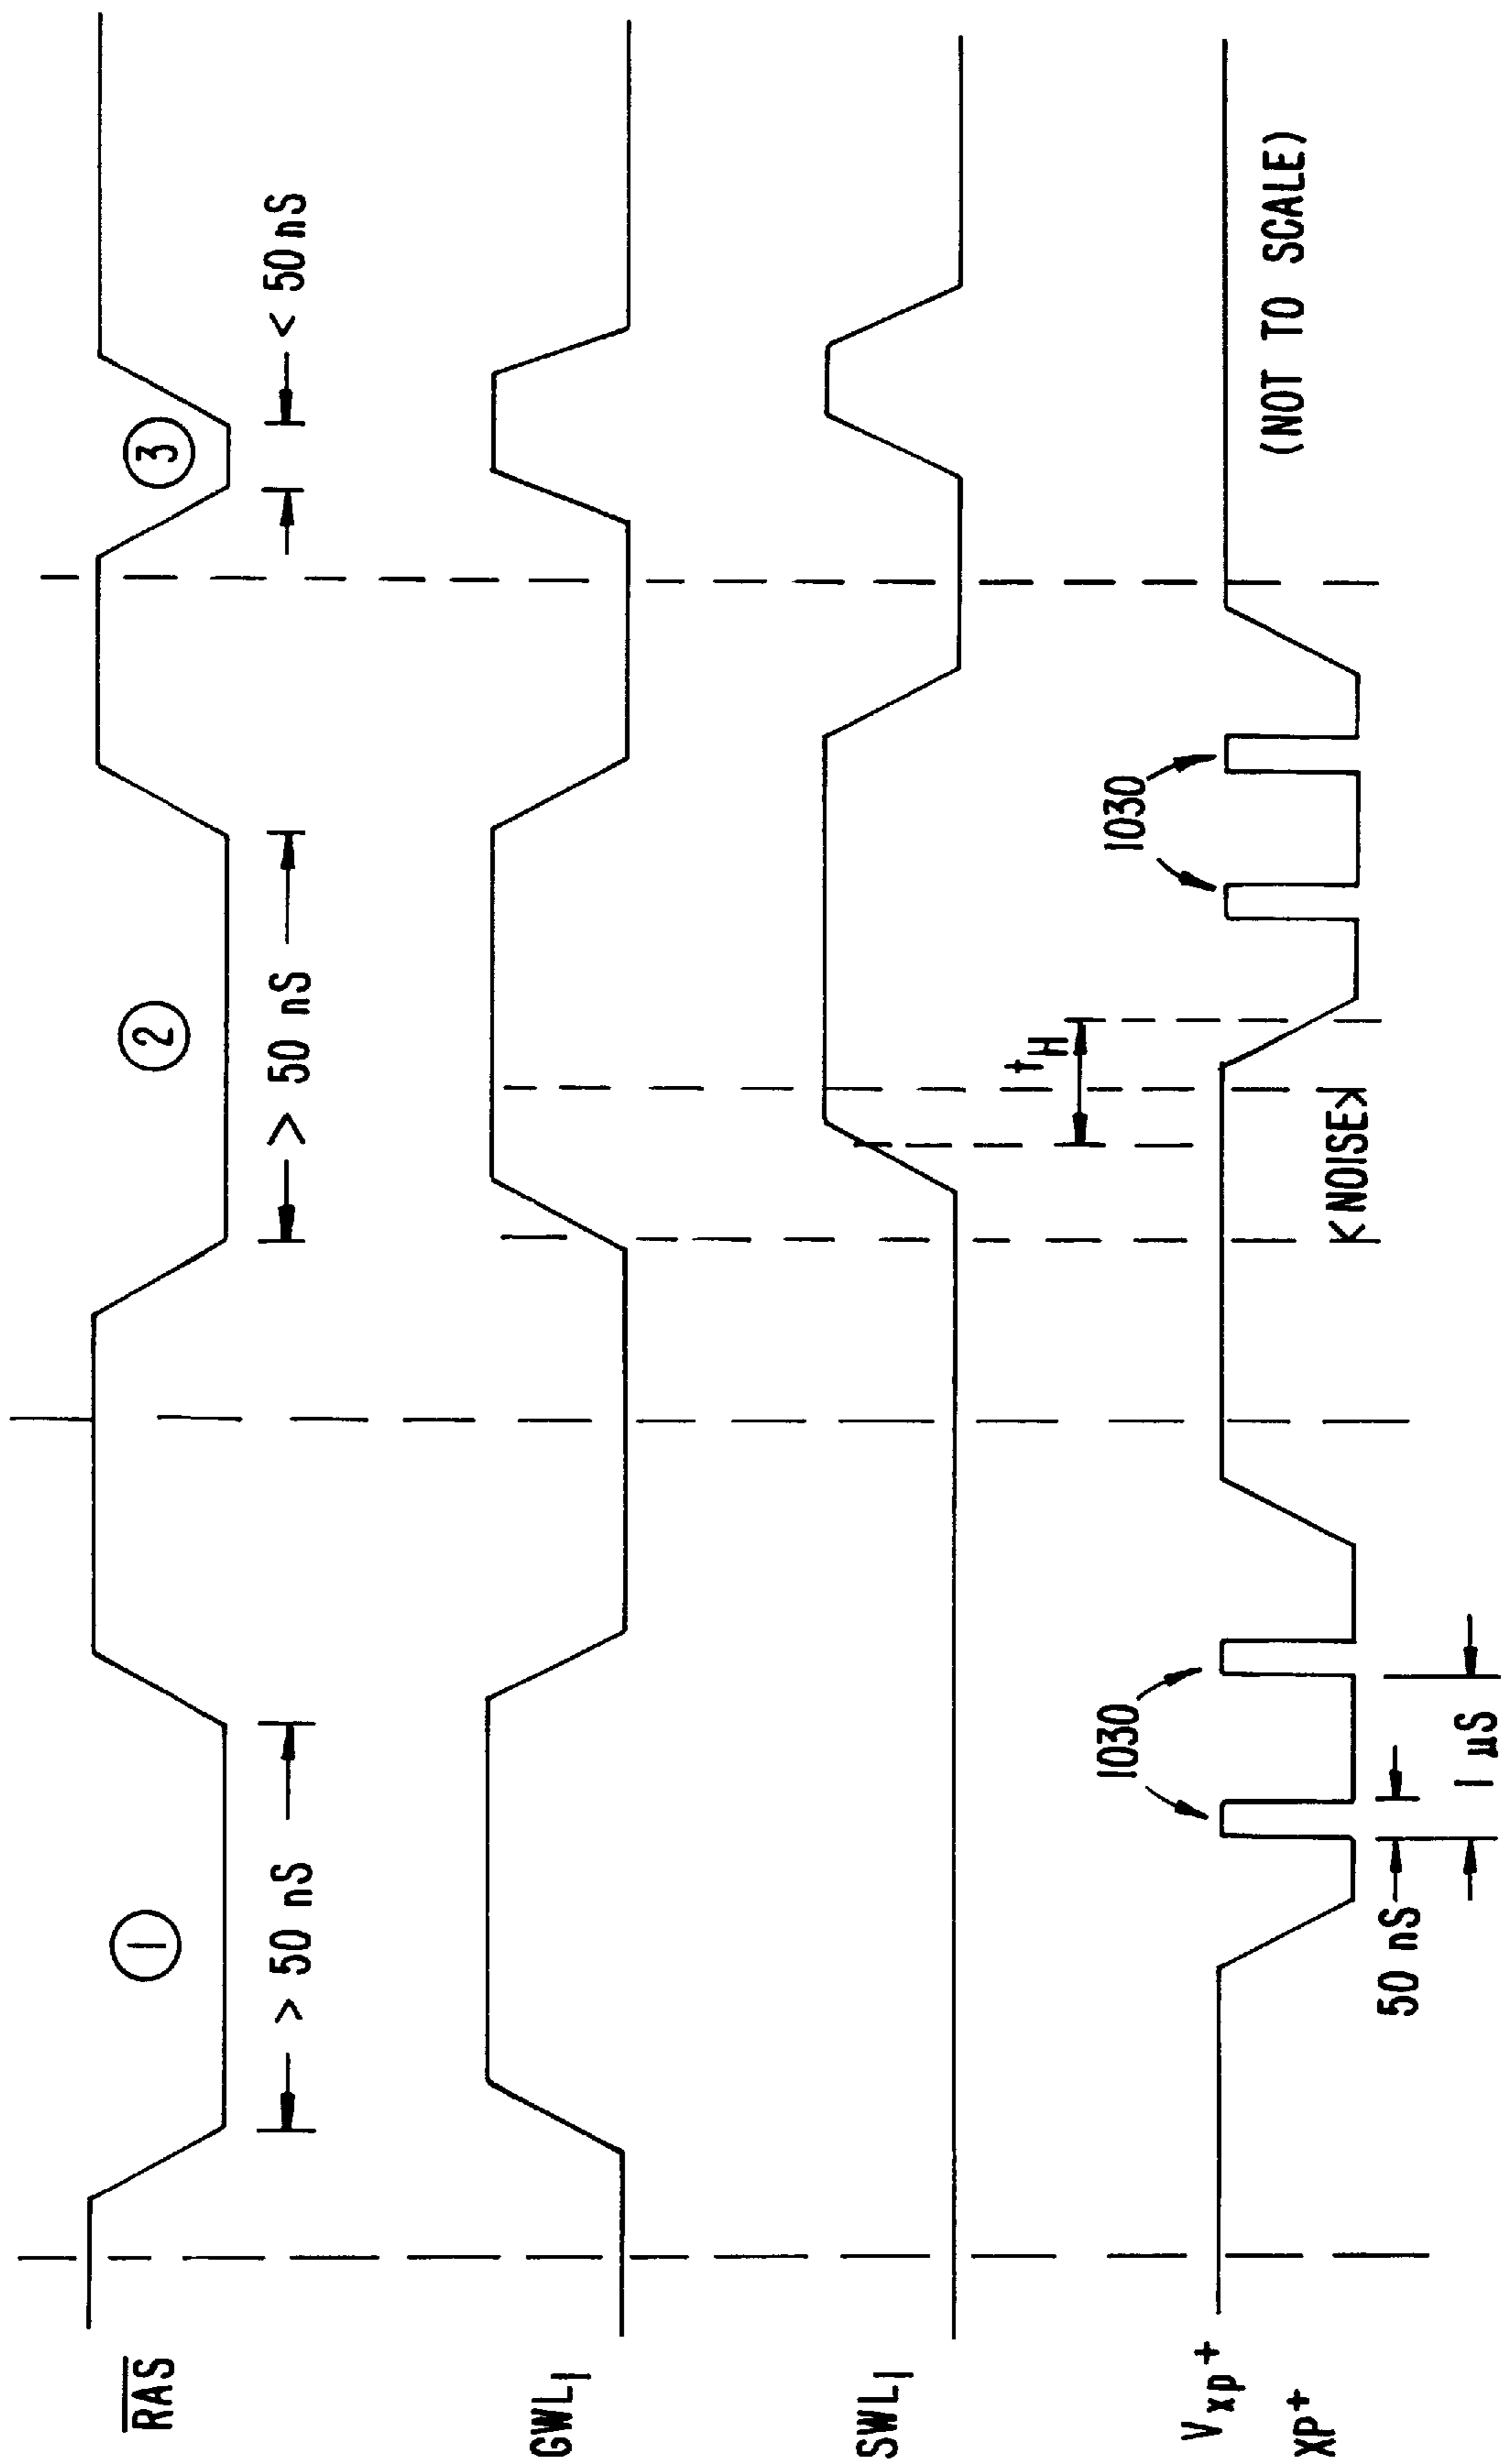 RAS
1
> 50 nS
2
> 50 nS
3
< 50 nS
GWL1
SWL1
tH
Vxp+
XP+
1030
1030
<NOISE>
(NOT TO SCALE)
50 nS
1 µS